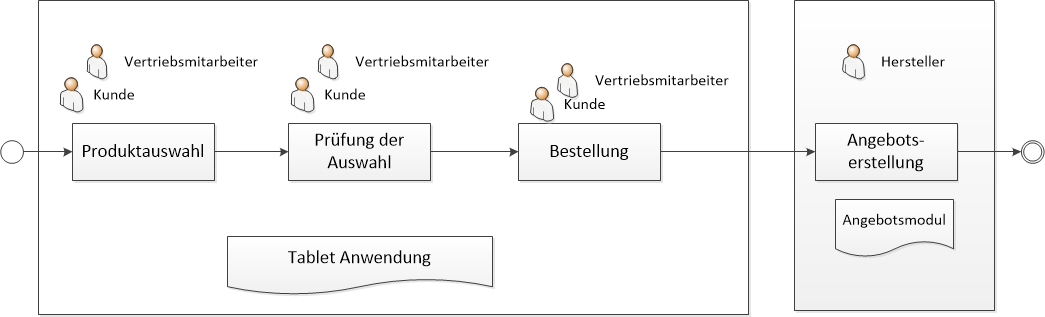 Vertriebsmitarbeiter
Kunde
Produktauswahl
Vertriebsmitarbeiter
Kunde
Prüfung der
Auswahl
Vertriebsmitarbeiter
Kunde
Bestellung
Tablet Anwendung
Hersteller
Angebots-
erstellung
Angebotsmodul